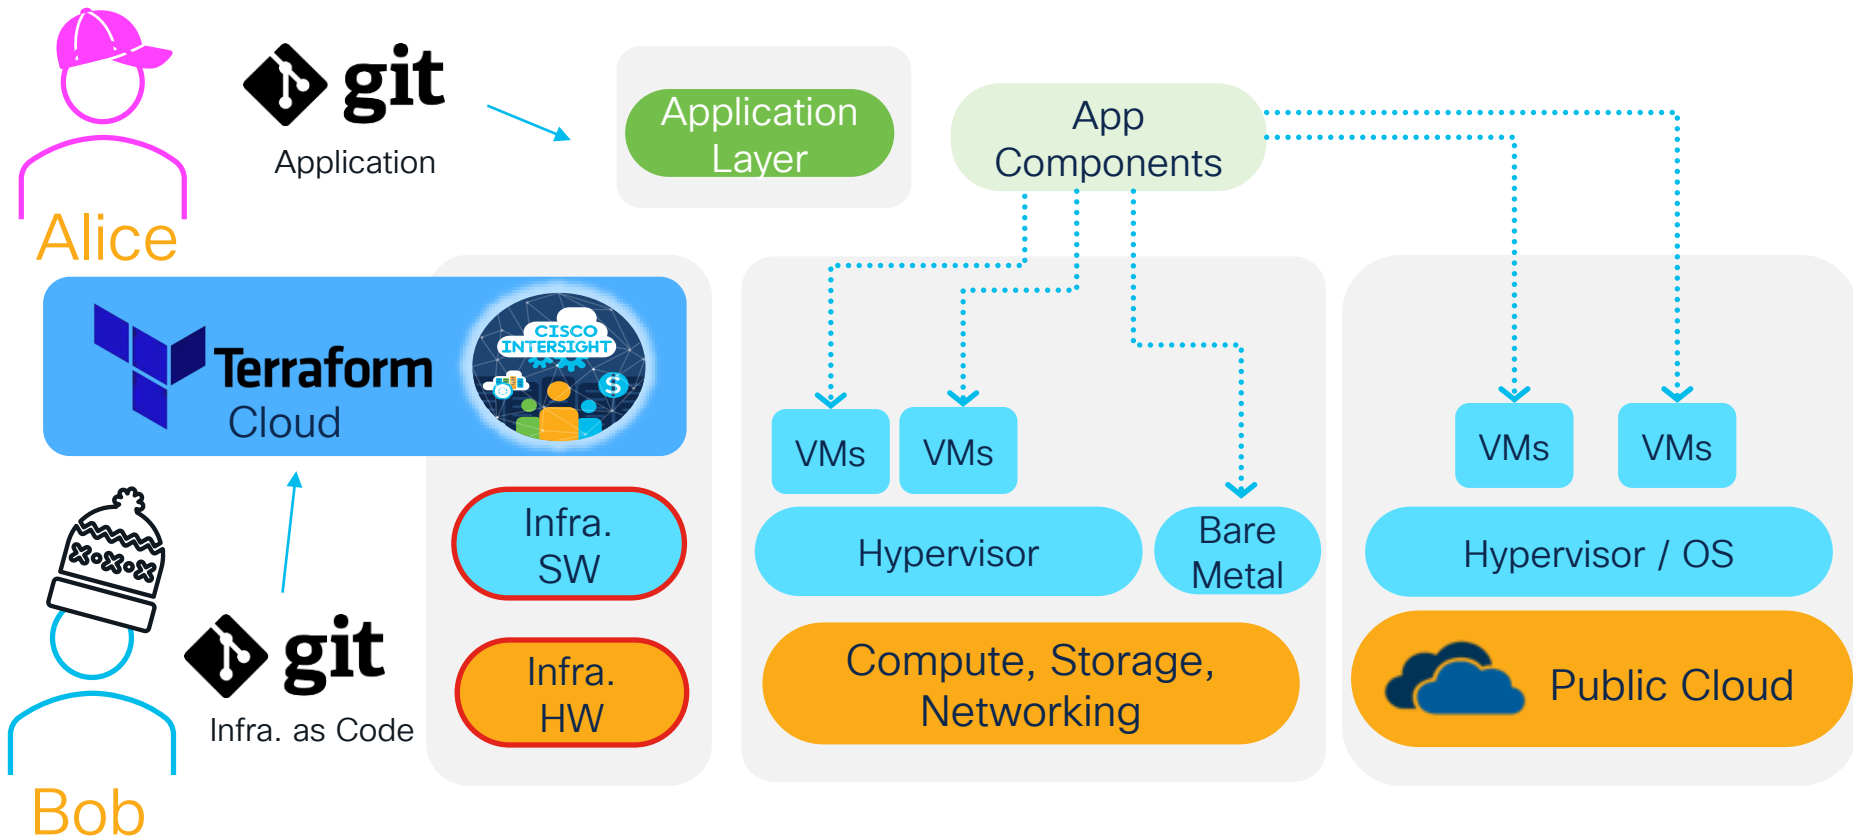 git
Application
Alice
Application
Layer
App
Components
Terraform
Cloud
CISCO
INTERSIGHT
$
VMs
VMs
VMs
VMs
Infra.
SW
Hypervisor
Bare
Metal
Hypervisor / OS
Infra.
HW
Compute, Storage,
Networking
Public Cloud
git
Infra. as Code
Bob